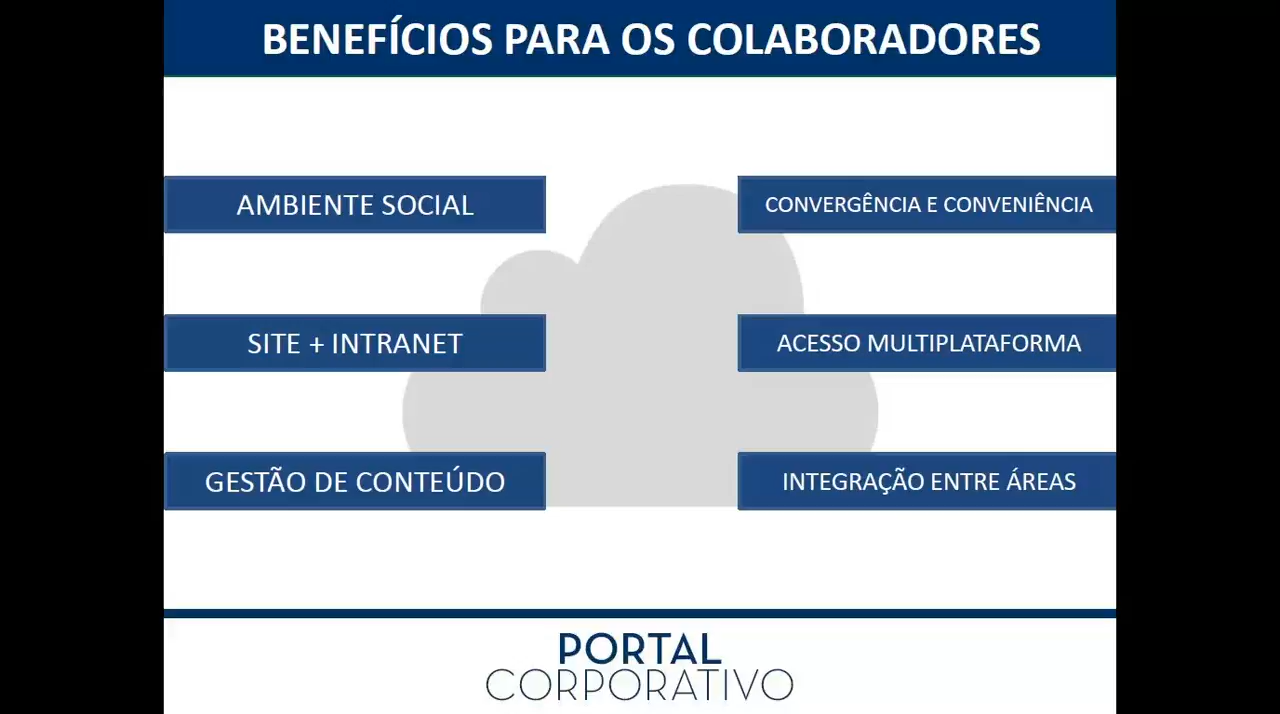 BENEFÍCIOS PARA OS COLABORADORES
AMBIENTE SOCIAL
CONVERGÊNCIA E CONVENIÊNCIA
SITE + INTRANET
ACESSO MULTIPLATAFORMA
GESTÃO DE CONTEÚDO
INTEGRAÇÃO ENTRE ÁREAS
PORTAL
CORPORATIVO